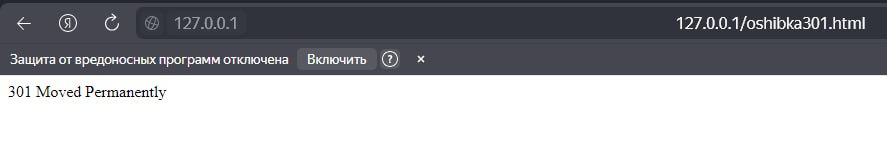 127.0.0.1 127.0.0.1/oshibka301.html
Защита от вредоносных программ отключена Включить ? ×
301 Moved Permanently